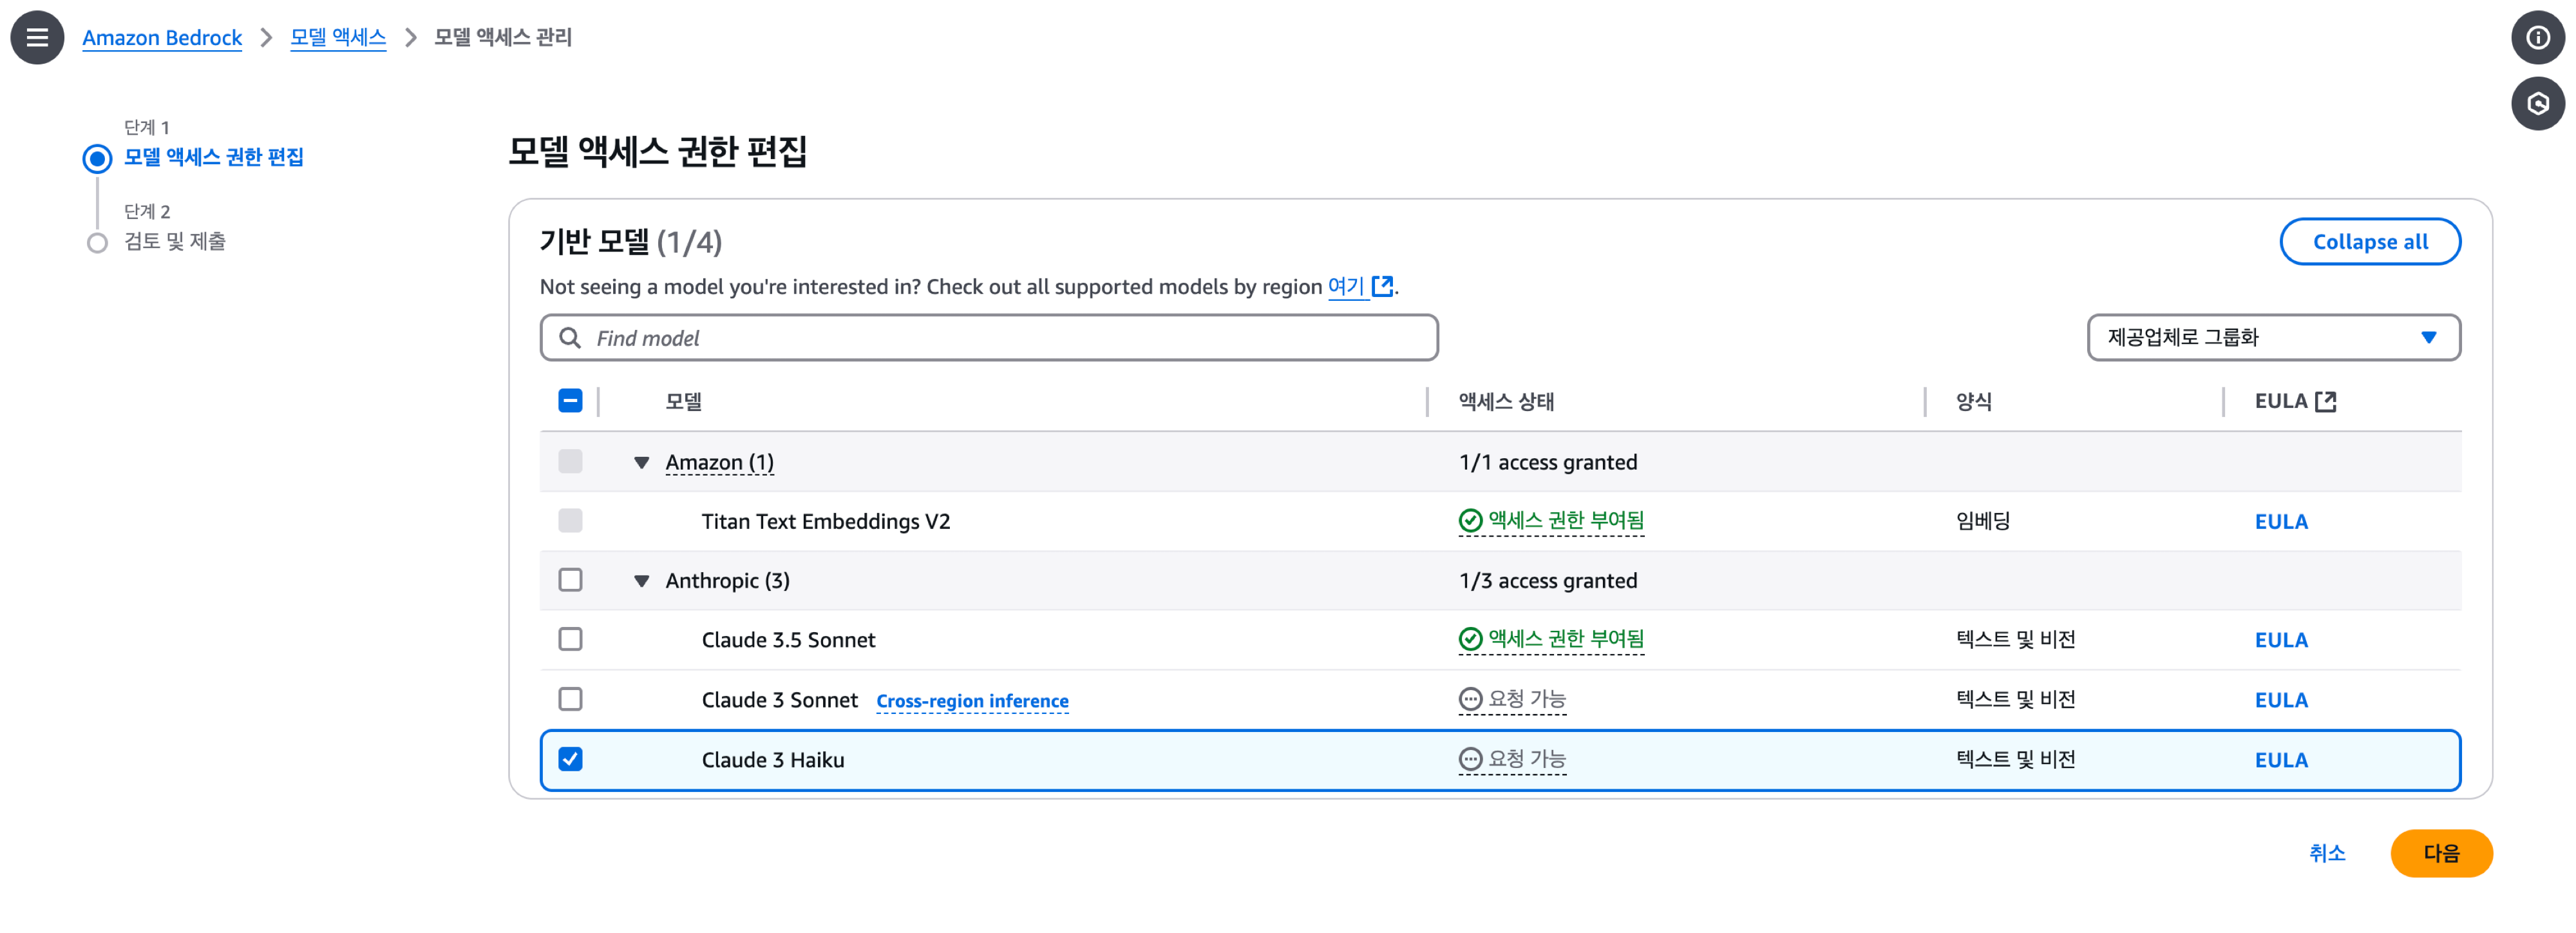 Amazon Bedrock > 모델 액세스 > 모델 액세스 관리
단계 1
모델 액세스 권한 편집
단계 2
검토 및 제출
모델 액세스 권한 편집
기반 모델 (1/4)
Collapse all
Not seeing a model you're interested in? Check out all supported models by region 여기.
Find model
제공업체로 그룹화
모델 액세스 상태 양식 EULA
Amazon (1) 1/1 access granted
Titan Text Embeddings V2 액세스 권한 부여됨 임베딩 EULA
Anthropic (3) 1/3 access granted
Claude 3.5 Sonnet 액세스 권한 부여됨 텍스트 및 비전 EULA
Claude 3 Sonnet Cross-region inference 요청 가능 텍스트 및 비전 EULA
Claude 3 Haiku 요청 가능 텍스트 및 비전 EULA
취소 다음